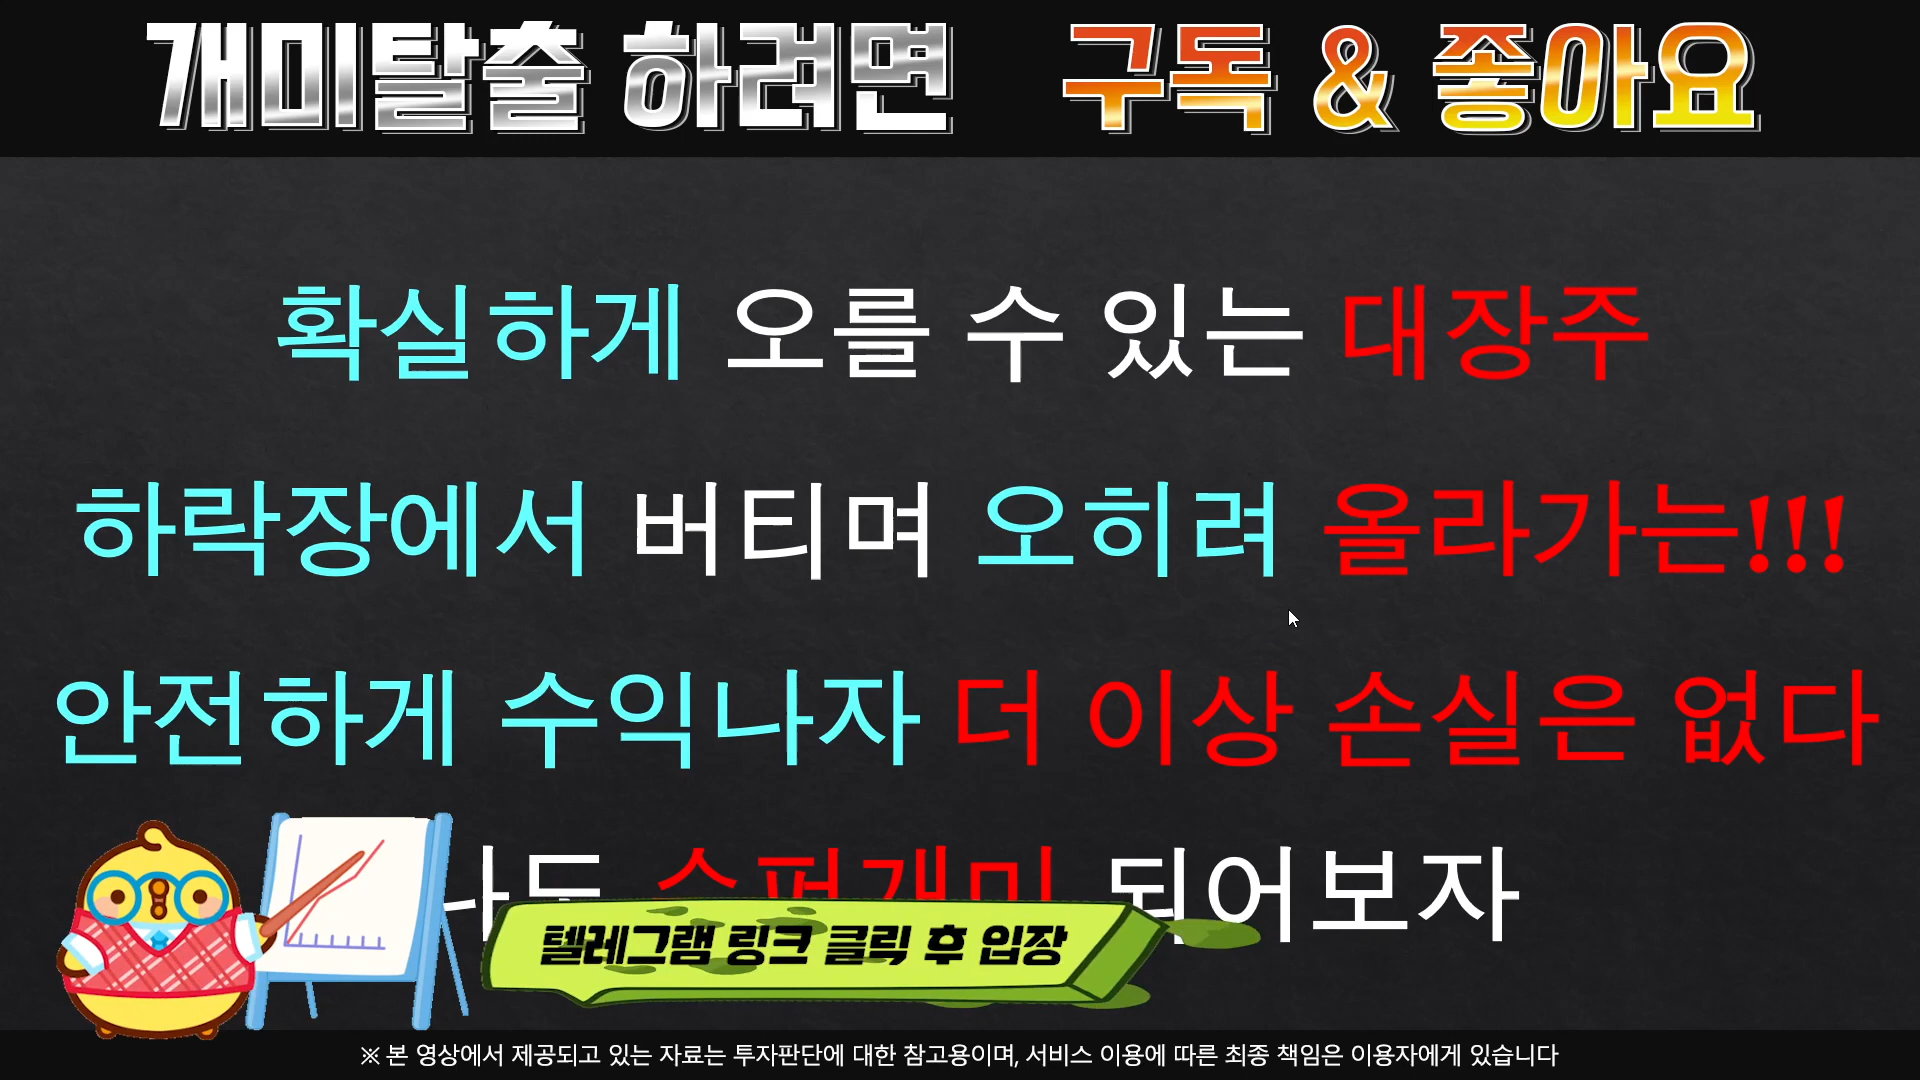 개미탈출 하려면 구독 & 좋아요
확실하게 오를 수 있는 대장주
하락장에서 버티며 오히려 올라가는!!!
안전하게 수익나자 더 이상 손실은 없다
나도 슈퍼개미 되어보자
텔레그램 링크 클릭 후 입장
※ 본 영상에서 제공되고 있는 자료는 투자판단에 대한 참고용이며, 서비스 이용에 따른 최종 책임은 이용자에게 있습니다